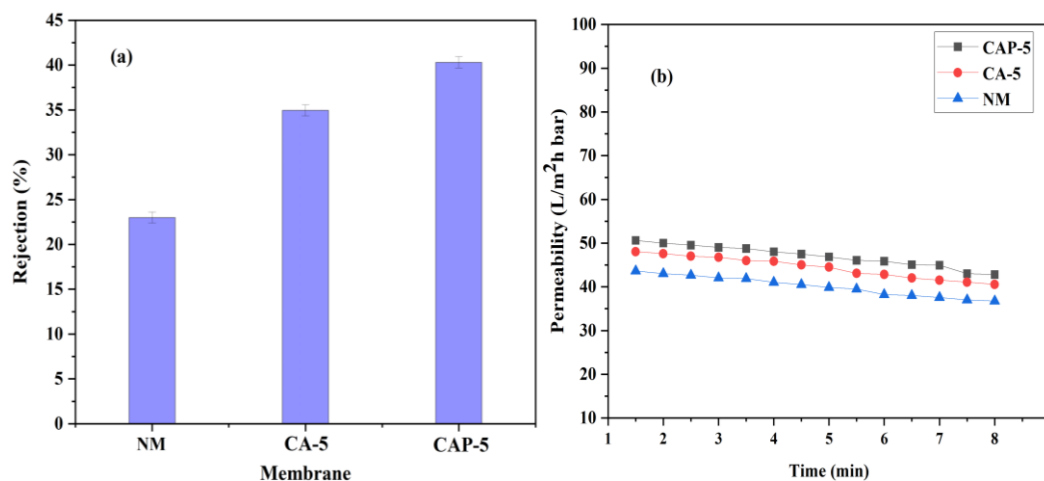 (a)
Rejection (%)
45
40
35
30
25
20
15
10
5
0
NM CA-5 CAP-5
Membrane
(b)
CAP-5
CA-5
NM
Permeability (L/m²h bar)
100
90
80
70
60
50
40
30
20
10
1 2 3 4 5 6 7 8
Time (min)